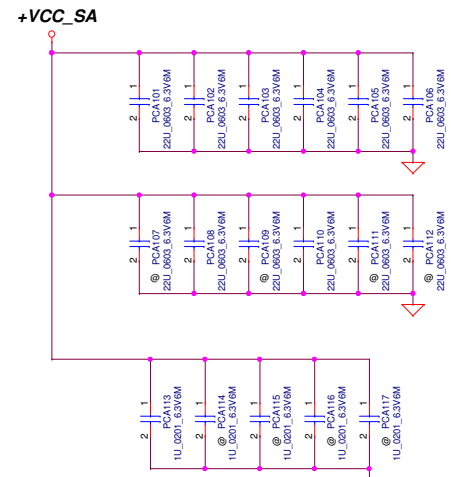 +VCC_SA
1
2
PCA101
22U_0603_6.3V6M
1
2
PCA102
22U_0603_6.3V6M
1
2
PCA103
22U_0603_6.3V6M
1
2
PCA104
22U_0603_6.3V6M
1
2
PCA105
22U_0603_6.3V6M
1
2
PCA106
22U_0603_6.3V6M
1
2
@ PCA107
22U_0603_6.3V6M
1
2
PCA108
22U_0603_6.3V6M
1
2
@ PCA109
22U_0603_6.3V6M
1
2
PCA110
22U_0603_6.3V6M
1
2
@ PCA111
22U_0603_6.3V6M
1
2
@ PCA112
22U_0603_6.3V6M
1
2
PCA113
1U_0201_6.3V6M
1
2
@ PCA114
1U_0201_6.3V6M
1
2
@ PCA115
1U_0201_6.3V6M
1
2
@ PCA116
1U_0201_6.3V6M
1
2
@ PCA117
1U_0201_6.3V6M